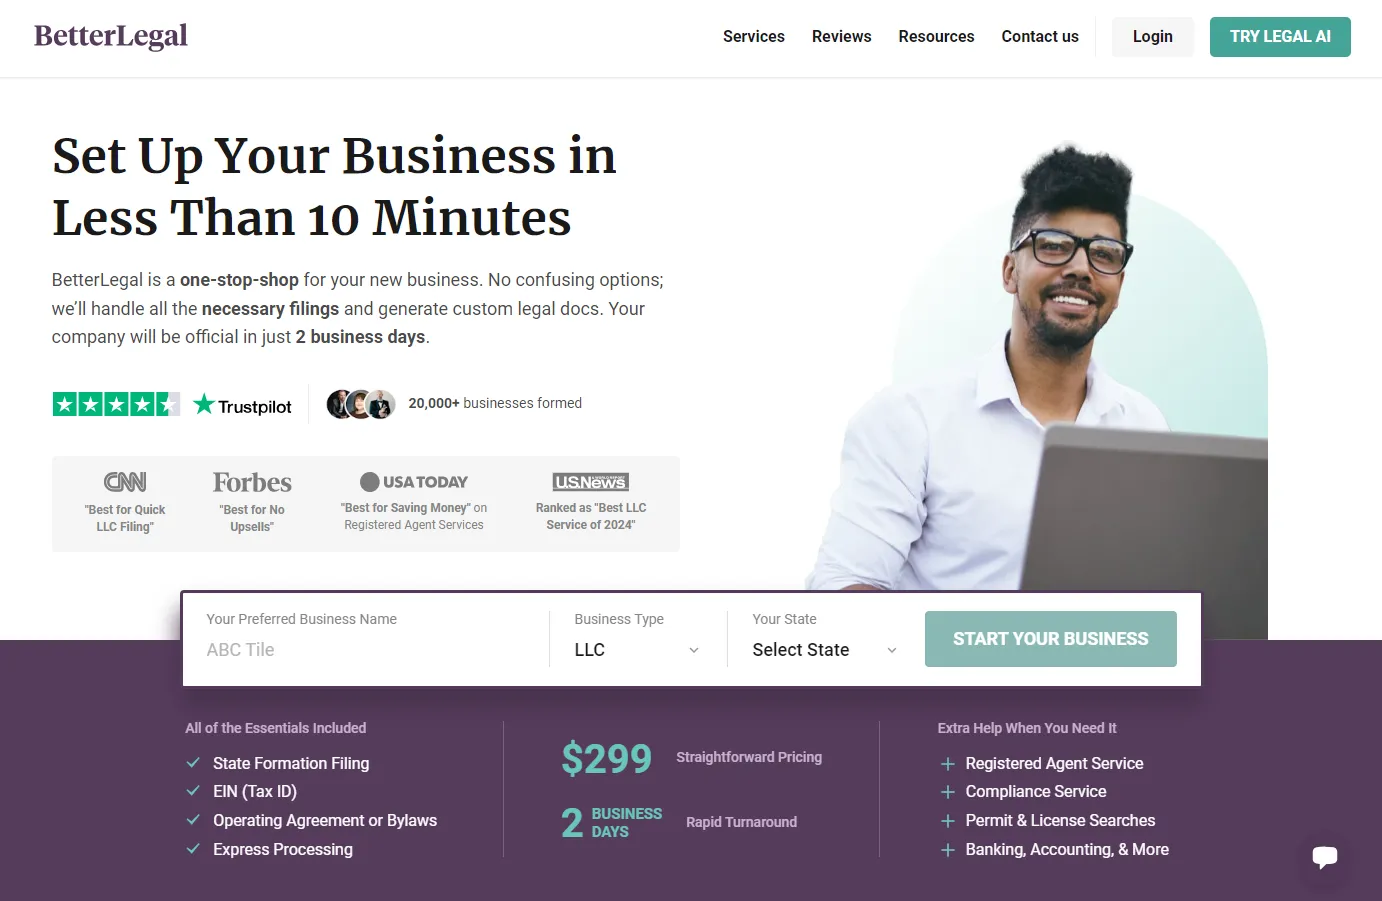 BetterLegal
Services
Reviews
Resources
Contact us
Login
TRY LEGAL AI
Set Up Your Business in
Less Than 10 Minutes
BetterLegal is a one-stop-shop for your new business. No confusing options;
we'll handle all the necessary filings and generate custom legal docs. Your
company will be official in just 2 business days.
Trustpilot
20,000+ businesses formed
CNN
"Best for Quick
LLC Filing"
Forbes
"Best for No
Upsells"
USA TODAY
"Best for Saving Money" on
Registered Agent Services
U.S.News
Ranked as "Best LLC
Service of 2024"
Your Preferred Business Name
ABC Tile
Business Type
LLC
Your State
Select State
START YOUR BUSINESS
All of the Essentials Included
State Formation Filing
EIN (Tax ID)
Operating Agreement or Bylaws
Express Processing
$299
Straightforward Pricing
2 BUSINESS
DAYS
Rapid Turnaround
Extra Help When You Need It
Registered Agent Service
Compliance Service
Permit & License Searches
Banking, Accounting, & More